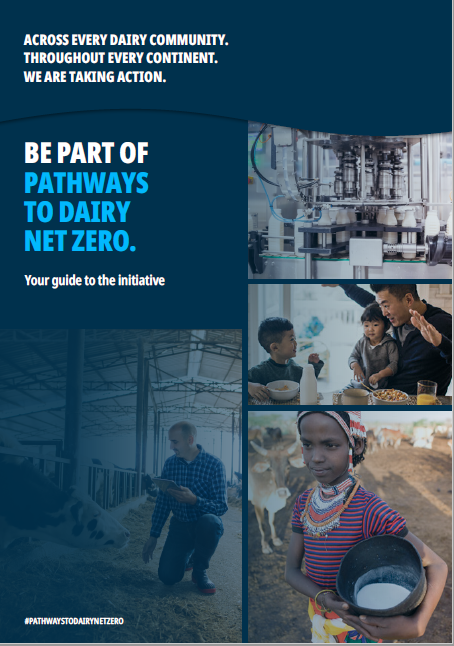 ACROSS EVERY DAIRY COMMUNITY.
THROUGHOUT EVERY CONTINENT.
WE ARE TAKING ACTION.
BE PART OF
PATHWAYS
TO DAIRY
NET ZERO.
Your guide to the initiative
#PATHWAYSTODAIRYNETZERO